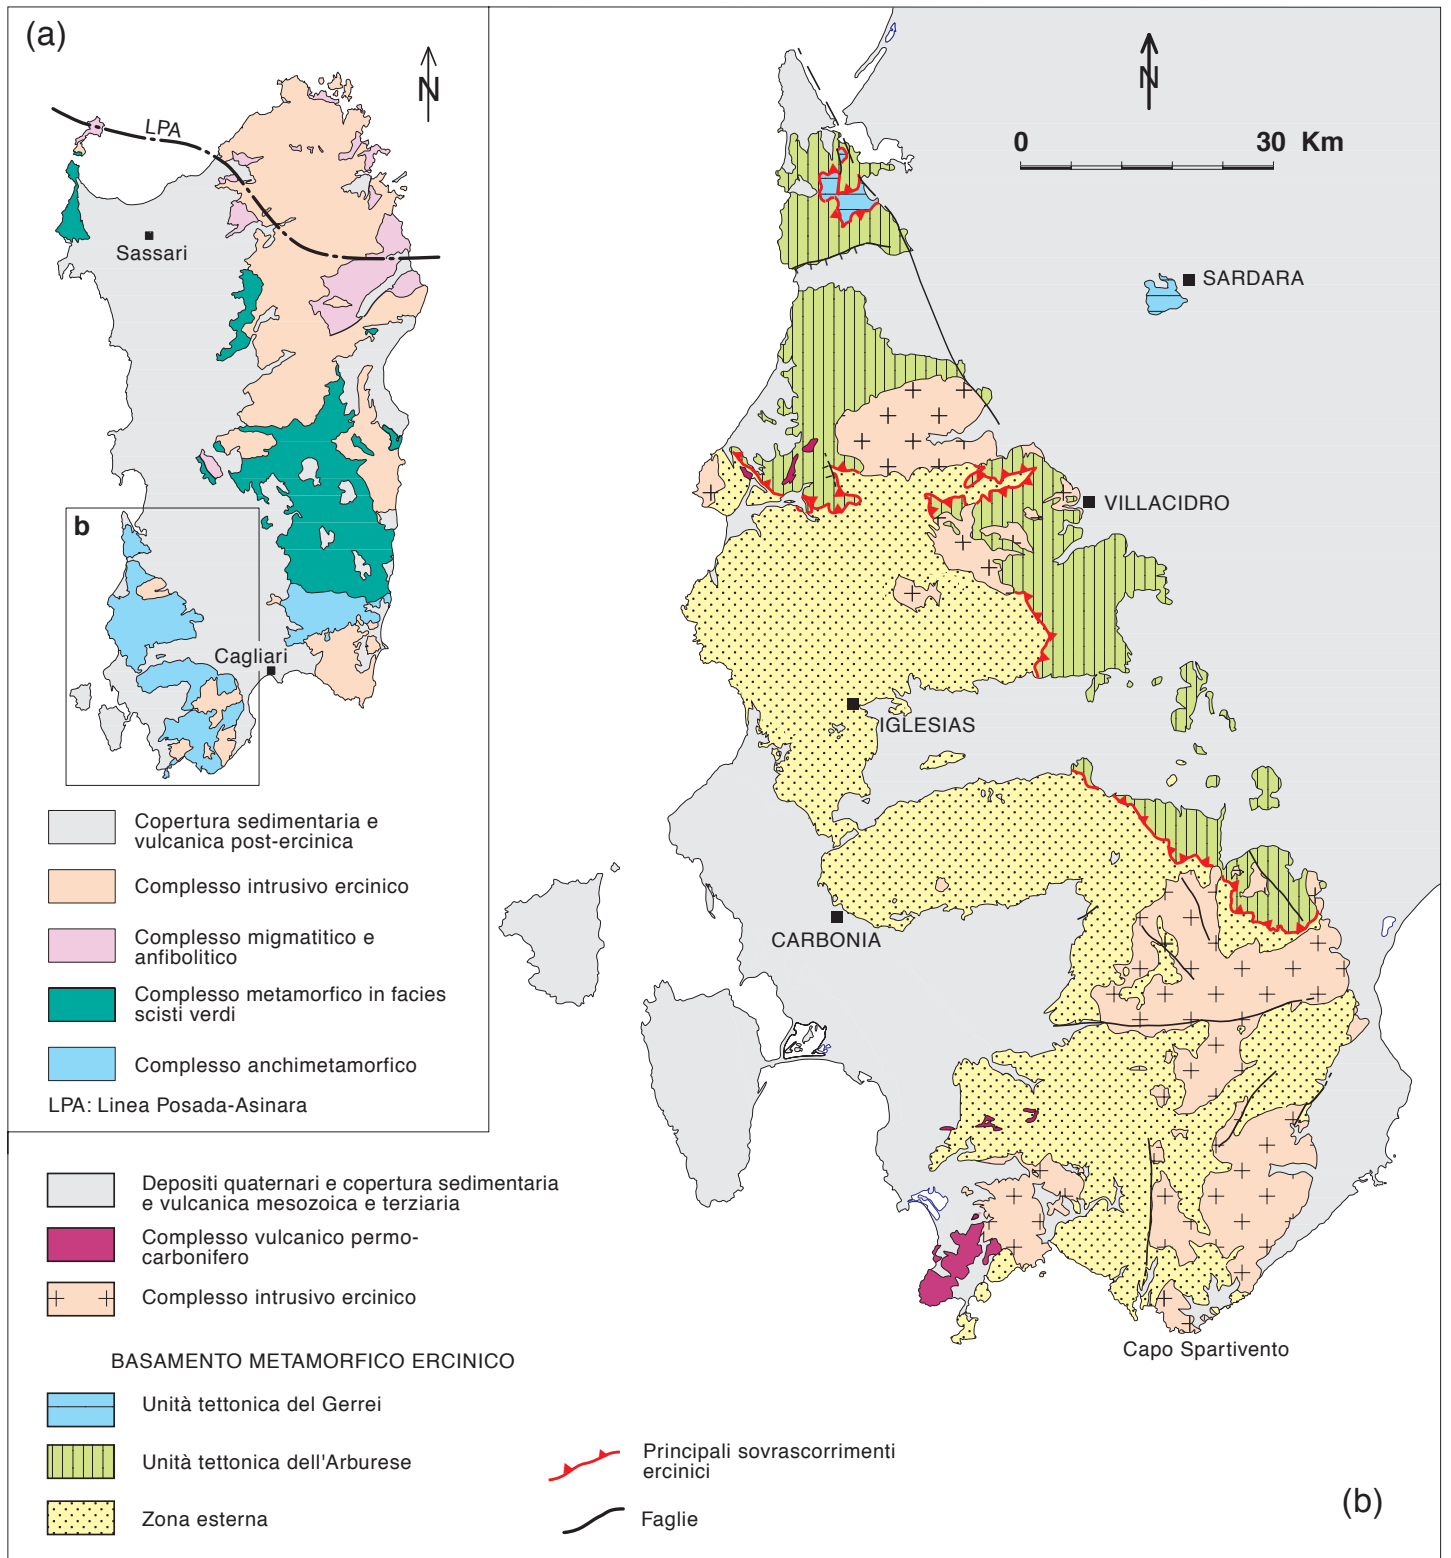 (a)
N
LPA
Sassari
b
Cagliari
Copertura sedimentaria e
vulcanica post-ercinica
Complesso intrusivo ercinico
Complesso migmatitico e
anfibolitico
Complesso metamorfico in facies
scisti verdi
Complesso anchimetamorfico
LPA: Linea Posada-Asinara
N
0 30 Km
SARDARA
VILLACIDRO
IGLESIAS
CARBONIA
Capo Spartivento
Depositi quaternari e copertura sedimentaria
e vulcanica mesozoica e terziaria
Complesso vulcanico permo-
carbonifero
Complesso intrusivo ercinico
BASAMENTO METAMORFICO ERCINICO
Unità tettonica del Gerrei
Unità tettonica dell'Arburese
Zona esterna
Principali sovrascorrimenti
ercinici
Faglie
(b)